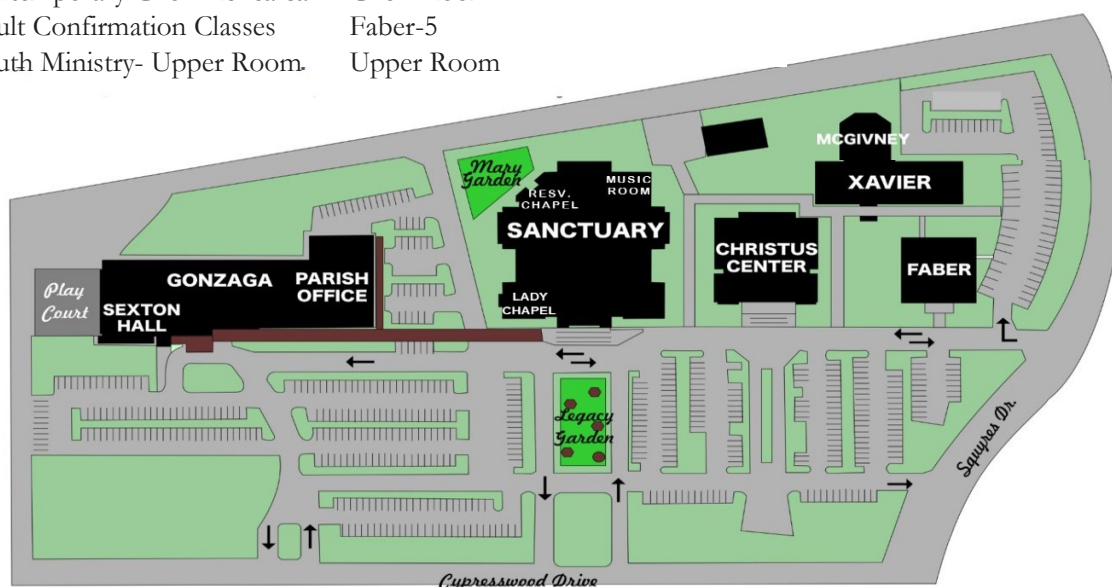 ult Confirmation Classes Faber-5
uth Ministry- Upper Room. Upper Room
Mary
Garden
RESV.
CHAPEL
MUSIC
ROOM
MCGIVNEY
XAVIER
SANCTUARY
CHRISTUS
CENTER
FABER
GONZAGA
PARISH
OFFICE
Play
Court
SEXTON
HALL
LADY
CHAPEL
Legacy
Garden
Squyres Dr.
Cypresswood Drive